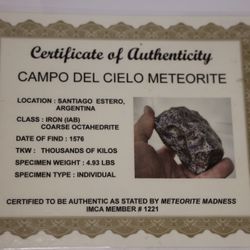 Certificate of Authenticity
CAMPO DEL CIELO METEORITE
LOCATION : SANTIAGO ESTERO,
ARGENTINA
CLASS : IRON (IAB)
COARSE OCTAHEDRITE
DATE OF FIND : 1576
TKW : THOUSANDS OF KILOS
SPECIMEN WEIGHT : 4.93 LBS
SPECIMEN TYPE : INDIVIDUAL
CERTIFIED TO BE AUTHENTIC AS STATED BY METEORITE MADNESS
IMCA MEMBER # 1221